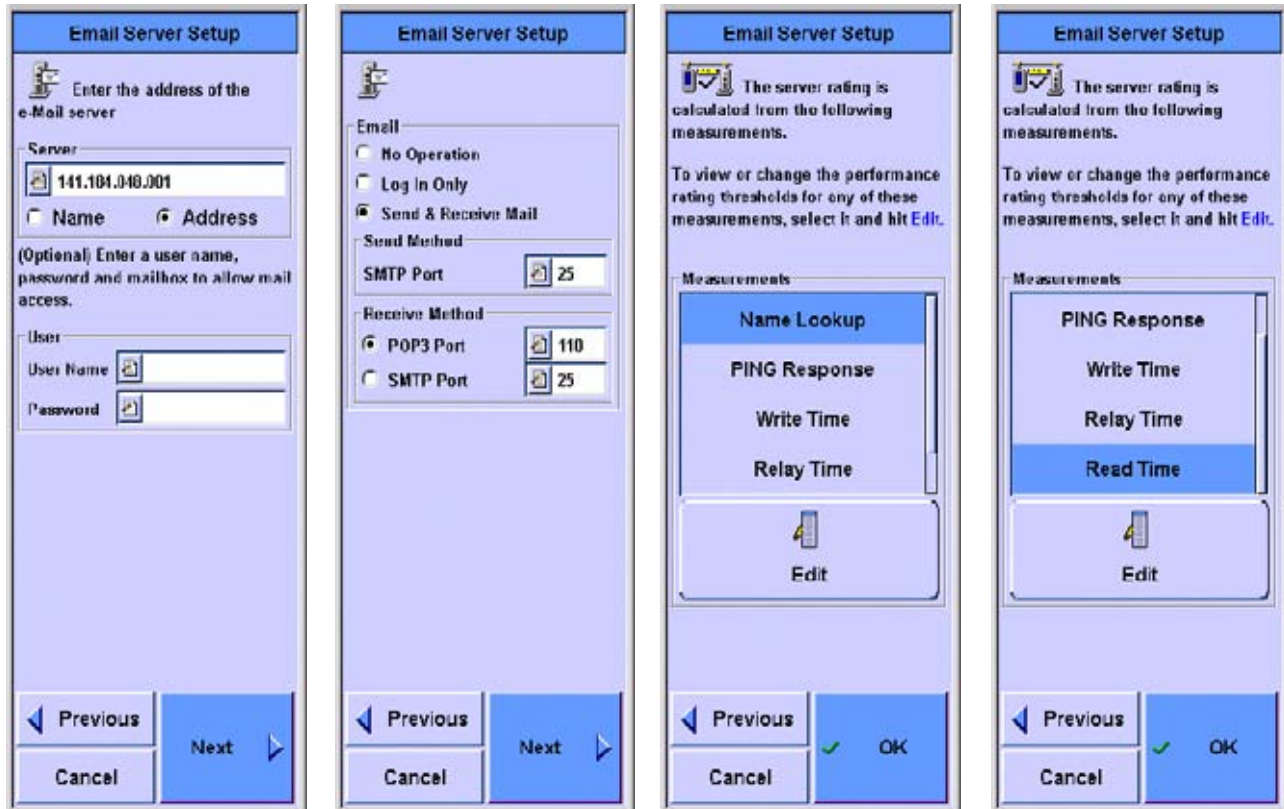 Email Server Setup
Enter the address of the
e-Mail server
Server
Name
Address
(Optional) Enter a user name,
password and mailbox to allow mail
access.
User
User Name
Password
Previous
Next
Cancel
Email Server Setup
Email
No Operation
Log In Only
Send & Receive Mail
Send Method
SMTP Port
25
Receive Method
POP3 Port
110
SMTP Port
25
Previous
Next
Cancel
Email Server Setup
The server rating is
calculated from the following
measurements.
To view or change the performance
rating thresholds for any of these
measurements, select it and hit Edit.
Measurements
Name Lookup
PING Response
Write Time
Relay Time
Edit
Previous
OK
Cancel
Email Server Setup
The server rating is
calculated from the following
measurements.
To view or change the performance
rating thresholds for any of these
measurements, select it and hit Edit.
Measurements
PING Response
Write Time
Relay Time
Read Time
Edit
Previous
OK
Cancel